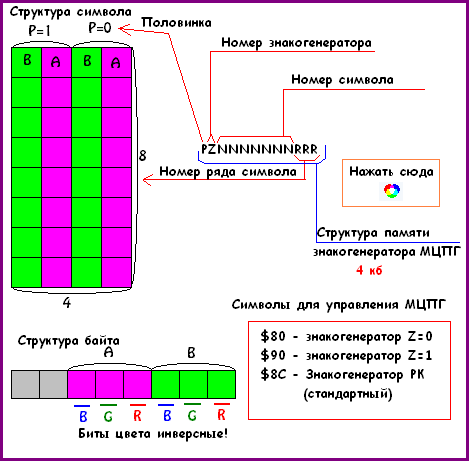 Структура символа
P=1 P=0
Половинка
Номер знакогенератора
Номер символа
B A B A
PZNNNNNNNNRRR
8
Номер ряда символа
Нажать сюда
Структура памяти
знакогенератора МЦПГ
4 кб
4
Символы для управления МЦПГ
Структура байта
A B
$80 - знакогенератор Z=0
$90 - знакогенератор Z=1
$8C - Знакогенератор РК
(стандартный)
B G R B G R
Биты цвета инверсные!